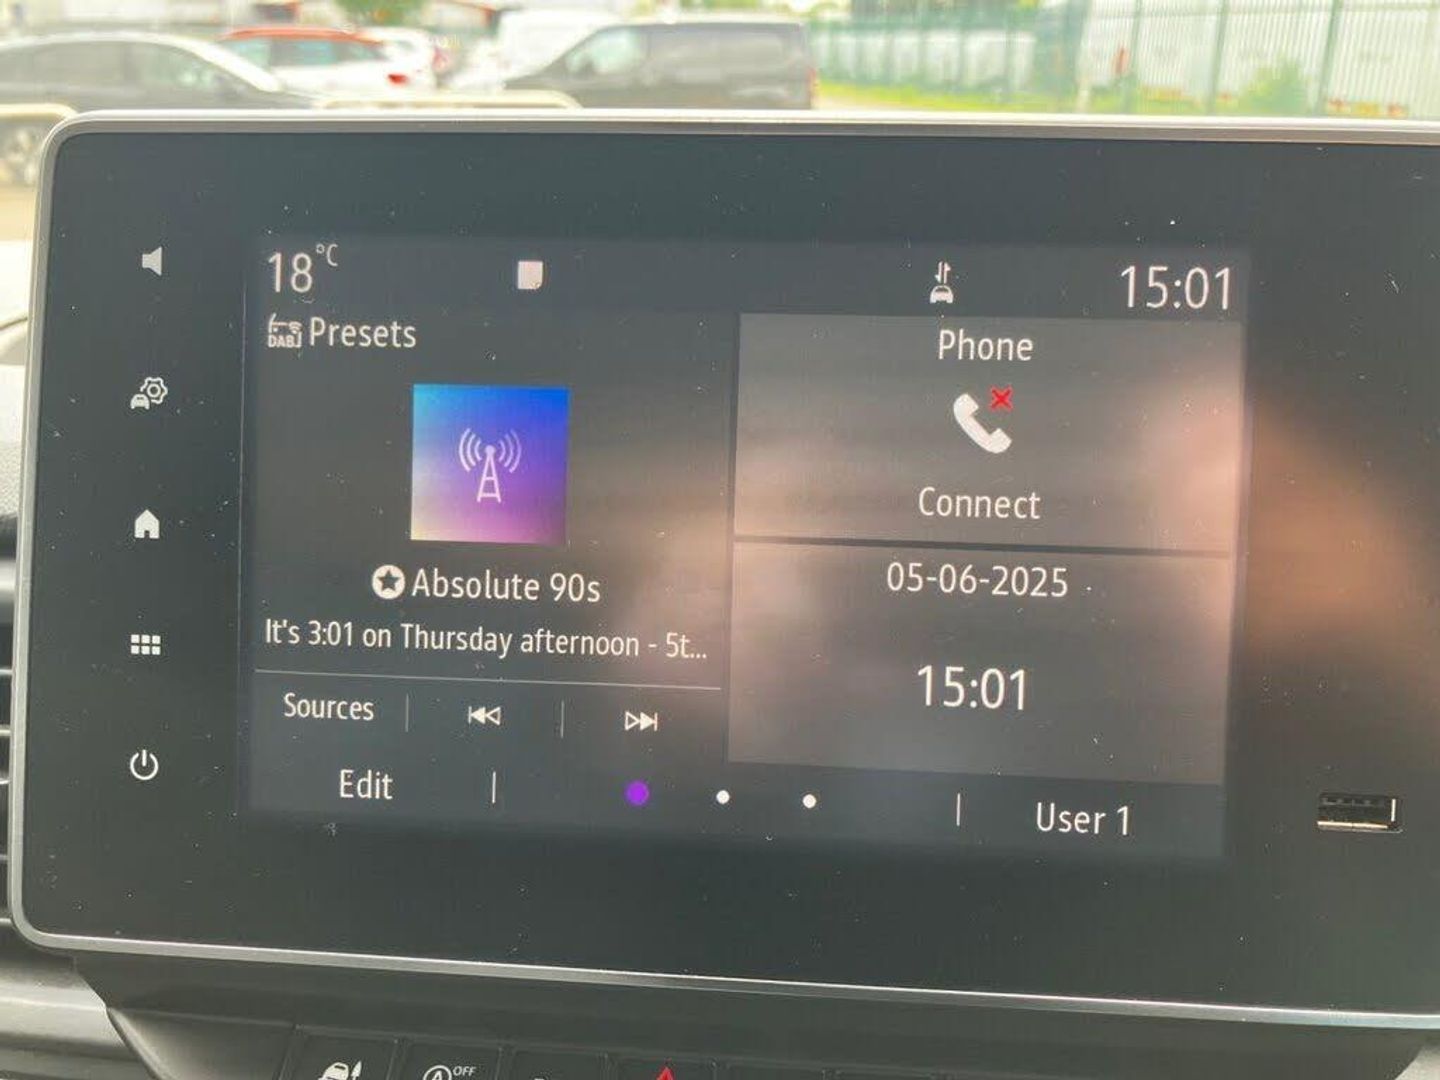 18°C
15:01
DAB Presets
Phone
Connect
Absolute 90s
05-06-2025
It's 3:01 on Thursday afternoon - 5t...
15:01
Sources
Edit
User 1
A OFF